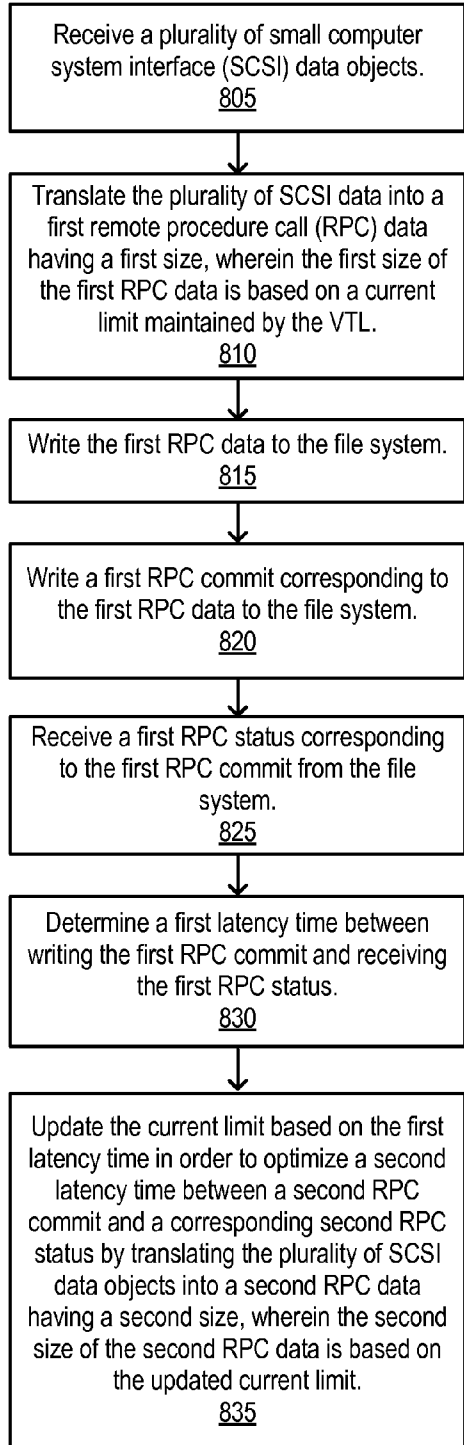 Receive a plurality of small computer
system interface (SCSI) data objects.
805
Translate the plurality of SCSI data into a
first remote procedure call (RPC) data
having a first size, wherein the first size of
the first RPC data is based on a current
limit maintained by the VTL.
810
Write the first RPC data to the file system.
815
Write a first RPC commit corresponding to
the first RPC data to the file system.
820
Receive a first RPC status corresponding
to the first RPC commit from the file
system.
825
Determine a first latency time between
writing the first RPC commit and receiving
the first RPC status.
830
Update the current limit based on the first
latency time in order to optimize a second
latency time between a second RPC
commit and a corresponding second RPC
status by translating the plurality of SCSI
data objects into a second RPC data
having a second size, wherein the second
size of the second RPC data is based on
the updated current limit.
835